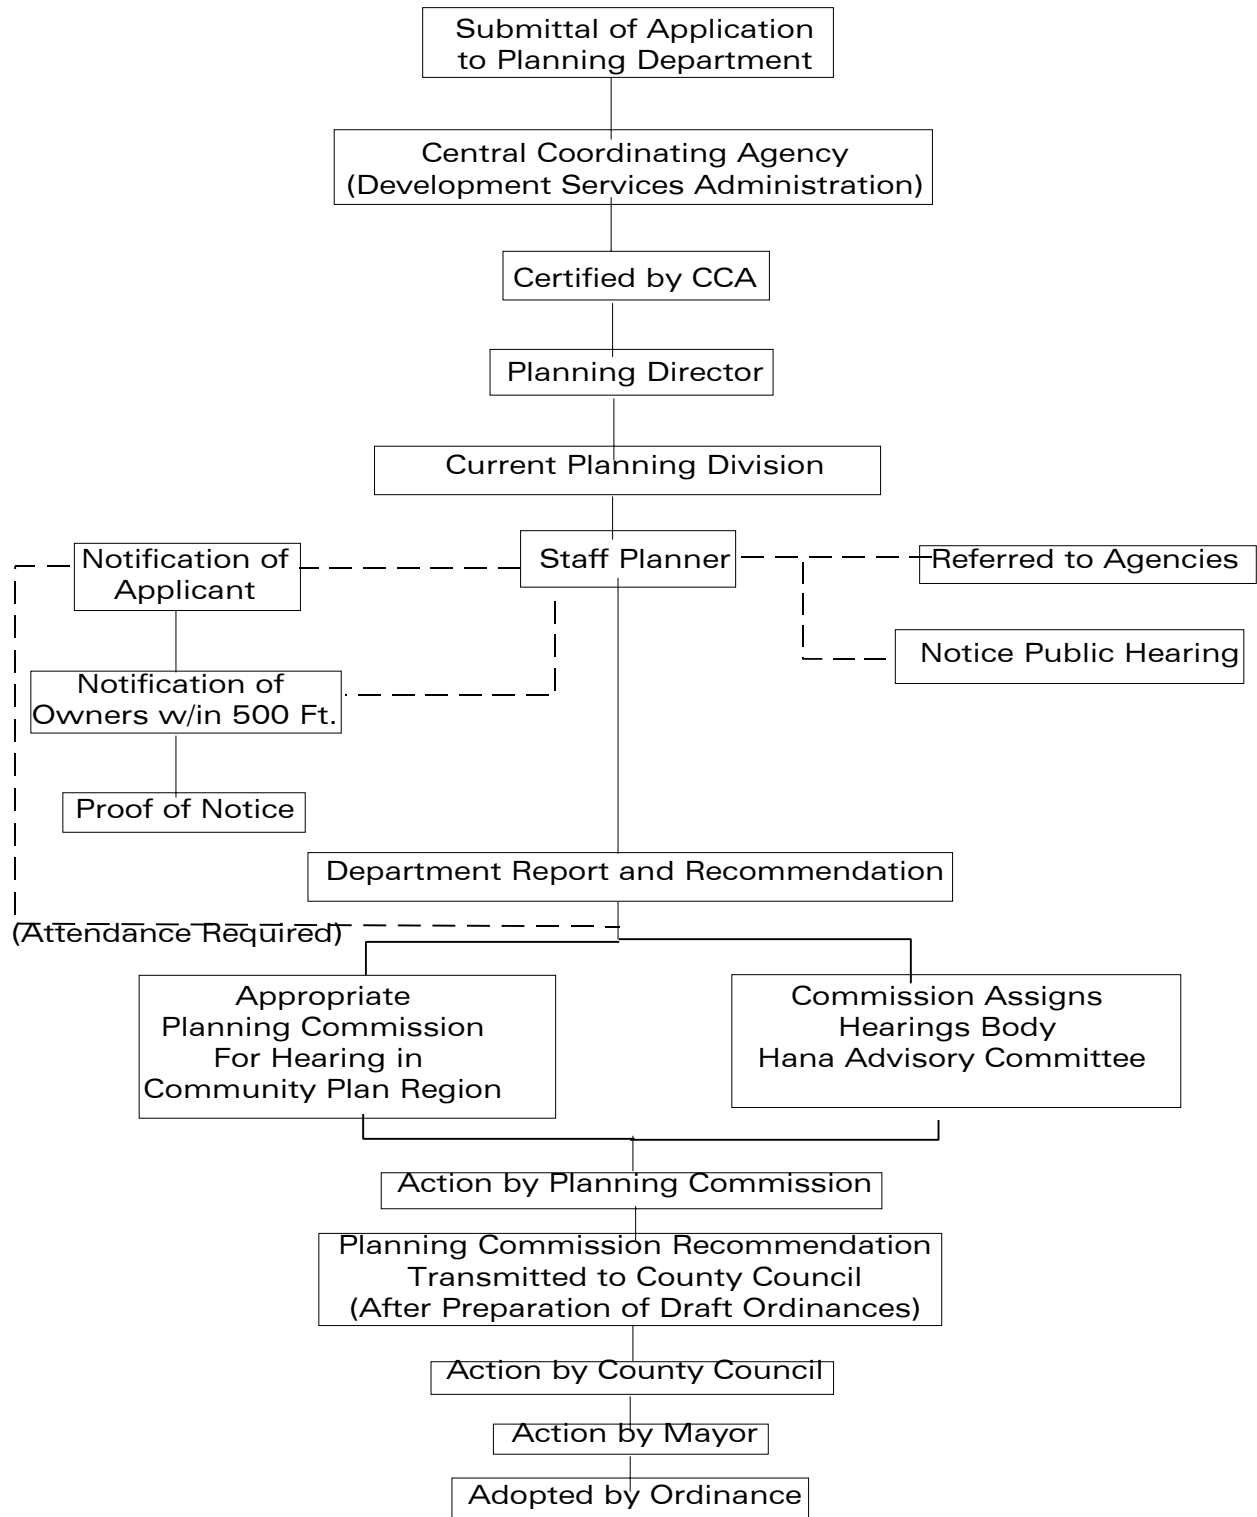 Submittal of Application
to Planning Department
Central Coordinating Agency
(Development Services Administration)
Certified by CCA
Planning Director
Current Planning Division
Staff Planner
Notification of
Applicant
Referred to Agencies
Notice Public Hearing
Notification of
Owners w/in 500 Ft.
Proof of Notice
Department Report and Recommendation
(Attendance Required)
Appropriate
Planning Commission
For Hearing in
Community Plan Region
Commission Assigns
Hearings Body
Hana Advisory Committee
Action by Planning Commission
Planning Commission Recommendation
Transmitted to County Council
(After Preparation of Draft Ordinances)
Action by County Council
Action by Mayor
Adopted by Ordinance